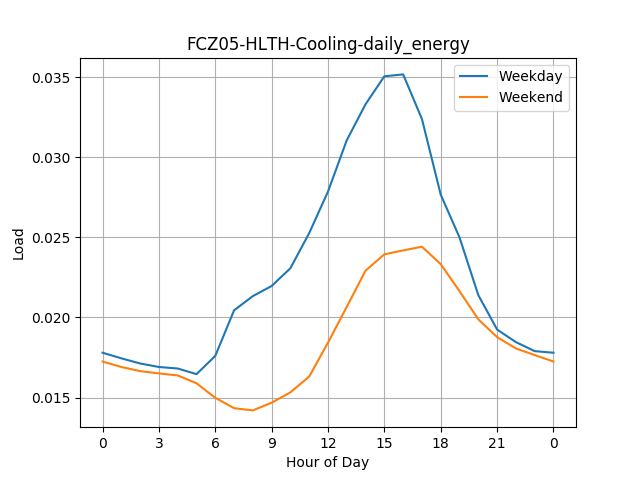 FCZ05-HLTH-Cooling-daily_energy
Weekday
Weekend
Load
0.035
0.030
0.025
0.020
0.015
0 3 6 9 12 15 18 21 0
Hour of Day